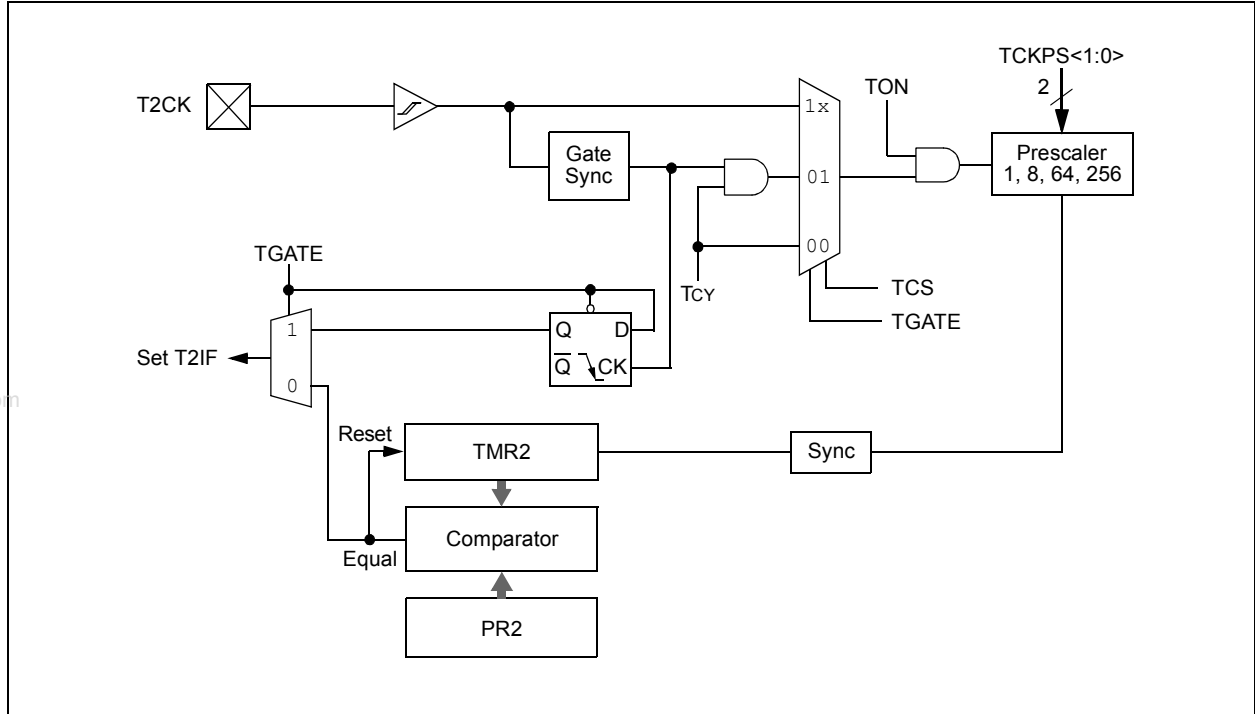 TCKPS<1:0>
2
T2CK
1x
TON
Gate
Sync
01
Prescaler
1, 8, 64, 256
00
TGATE
TCY
TCS
TGATE
1
Q
D
Set T2IF
Q
CK
0
om
Reset
TMR2
Sync
Equal
Comparator
PR2